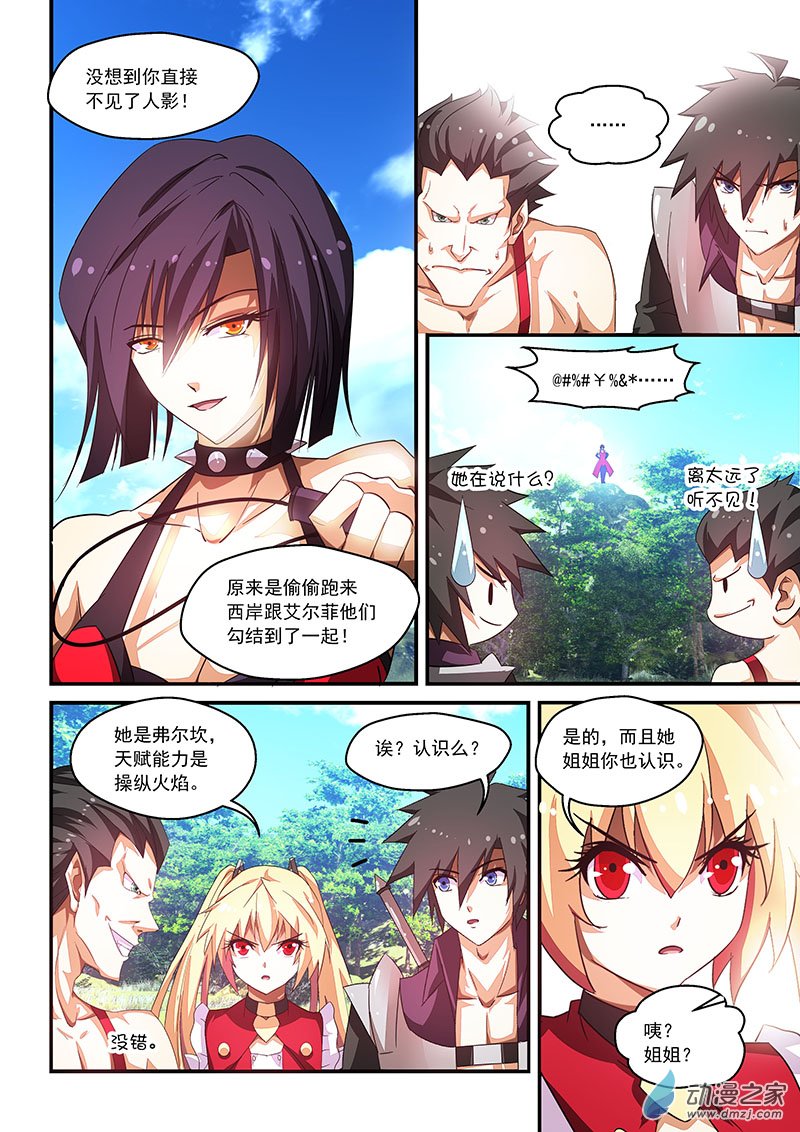 没想到你直接
不见了人影！
原来是偷偷跑来
西岸跟艾尔菲他们
勾结到了一起！
……
@#%#￥%&*……
她在说什么？
离太远了
听不见！
她是弗尔坎，
天赋能力是
操纵火焰。
没错。
诶？认识么？
是的，而且她
姐姐你也认识。
咦？
姐姐？
动漫之家
www.dmzj.com